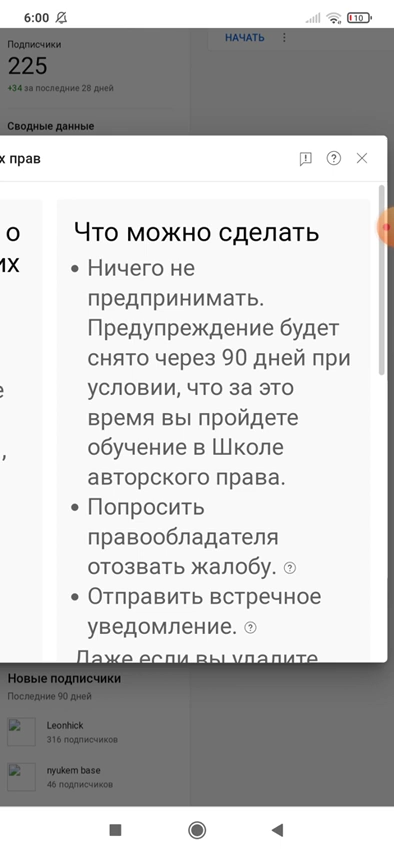 6:00
10
Подписчики
НАЧАТЬ
225
+34 за последние 28 дней
Сводные данные
х прав
о
их
е
,
Что можно сделать
• Ничего не
предпринимать.
Предупреждение будет
снято через 90 дней при
условии, что за это
время вы пройдете
обучение в Школе
авторского права.
• Попросить
правообладателя
отозвать жалобу. ?
• Отправить встречное
уведомление. ?
Даже если вы удалите
Новые подписчики
Последние 90 дней
Leonhick
316 подписчиков
nyukem base
46 подписчиков